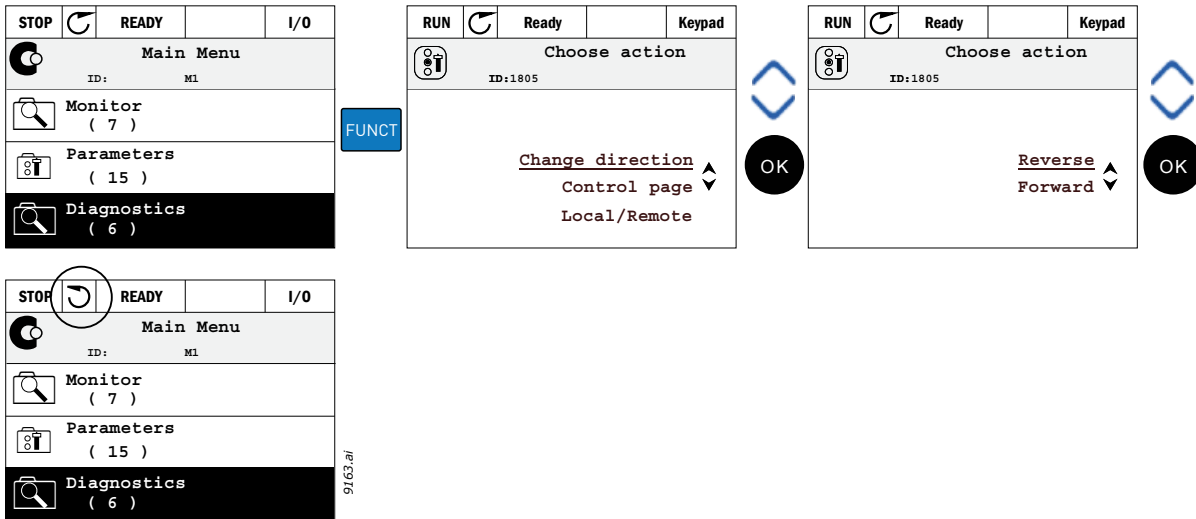 STOP READY I/O
Main Menu
ID: M1
Monitor
( 7 )
Parameters
( 15 )
Diagnostics
( 6 )
FUNCT
RUN Ready Keypad
Choose action
ID:1805
Change direction
Control page
Local/Remote
OK
RUN Ready Keypad
Choose action
ID:1805
Reverse
Forward
OK
STOP READY I/O
Main Menu
ID: M1
Monitor
( 7 )
Parameters
( 15 )
Diagnostics
( 6 )
9163.ai